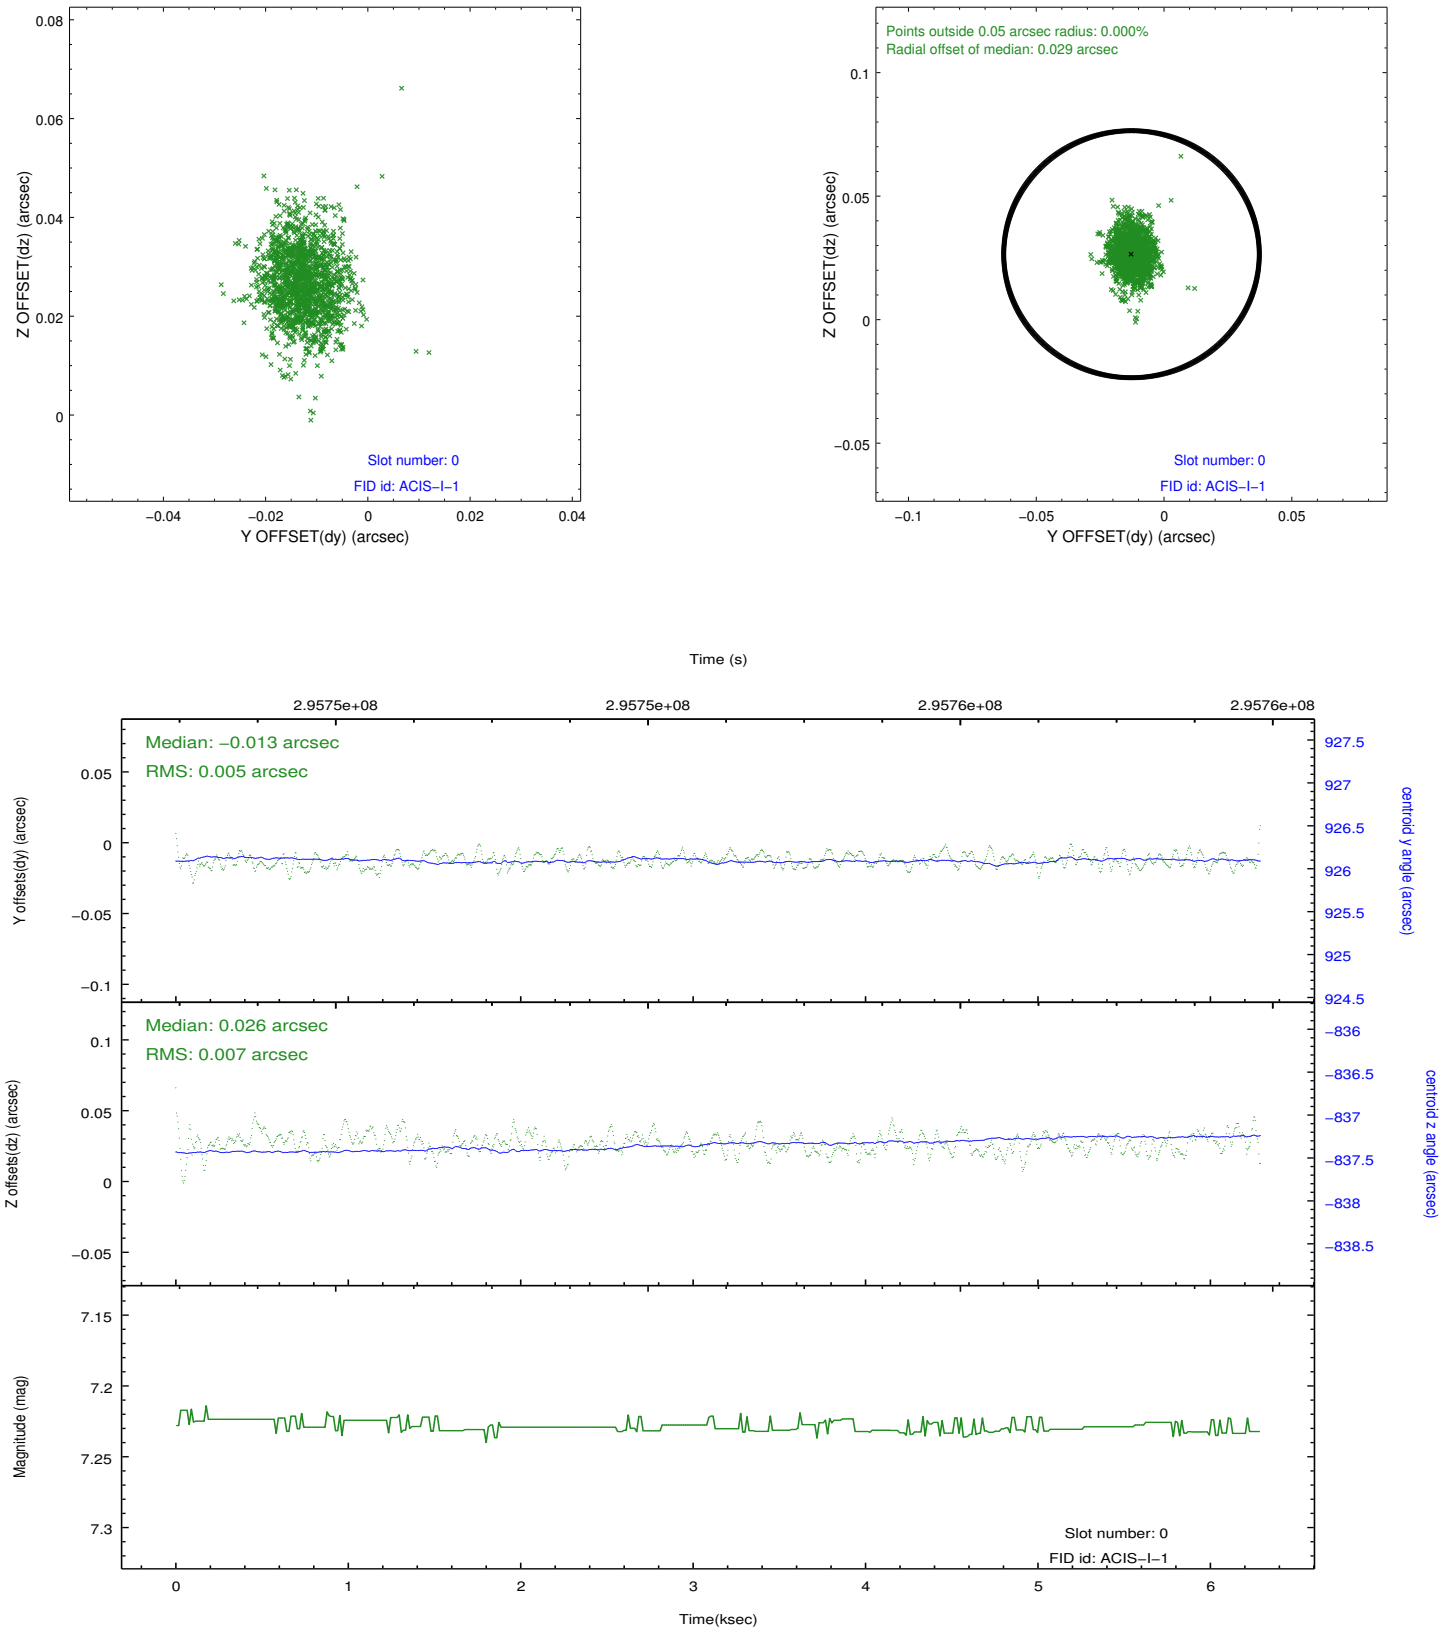 0.08
0.06
0.04
0.02
0
Z OFFSET(dz) (arcsec)
Slot number: 0
FID id: ACIS−I−1
−0.04 −0.02 0 0.02 0.04
Y OFFSET(dy) (arcsec)
Points outside 0.05 arcsec radius: 0.000%
Radial offset of median: 0.029 arcsec
0.1
0.05
0
−0.05
Z OFFSET(dz) (arcsec)
Slot number: 0
FID id: ACIS−I−1
−0.1 −0.05 0 0.05
Y OFFSET(dy) (arcsec)
Time (s)
2.9575e+08 2.9575e+08 2.9576e+08 2.9576e+08
Median: −0.013 arcsec
RMS: 0.005 arcsec
0.05
0
−0.05
−0.1
Y offsets(dy) (arcsec)
927.5
927
926.5
926
925.5
925
924.5
centroid y angle (arcsec)
Median: 0.026 arcsec
RMS: 0.007 arcsec
0.1
0.05
0
−0.05
Z offsets(dz) (arcsec)
−836
−836.5
−837
−837.5
−838
−838.5
centroid z angle (arcsec)
7.15
7.2
7.25
7.3
Magnitude (mag)
Slot number: 0
FID id: ACIS−I−1
0 1 2 3 4 5 6
Time(ksec)